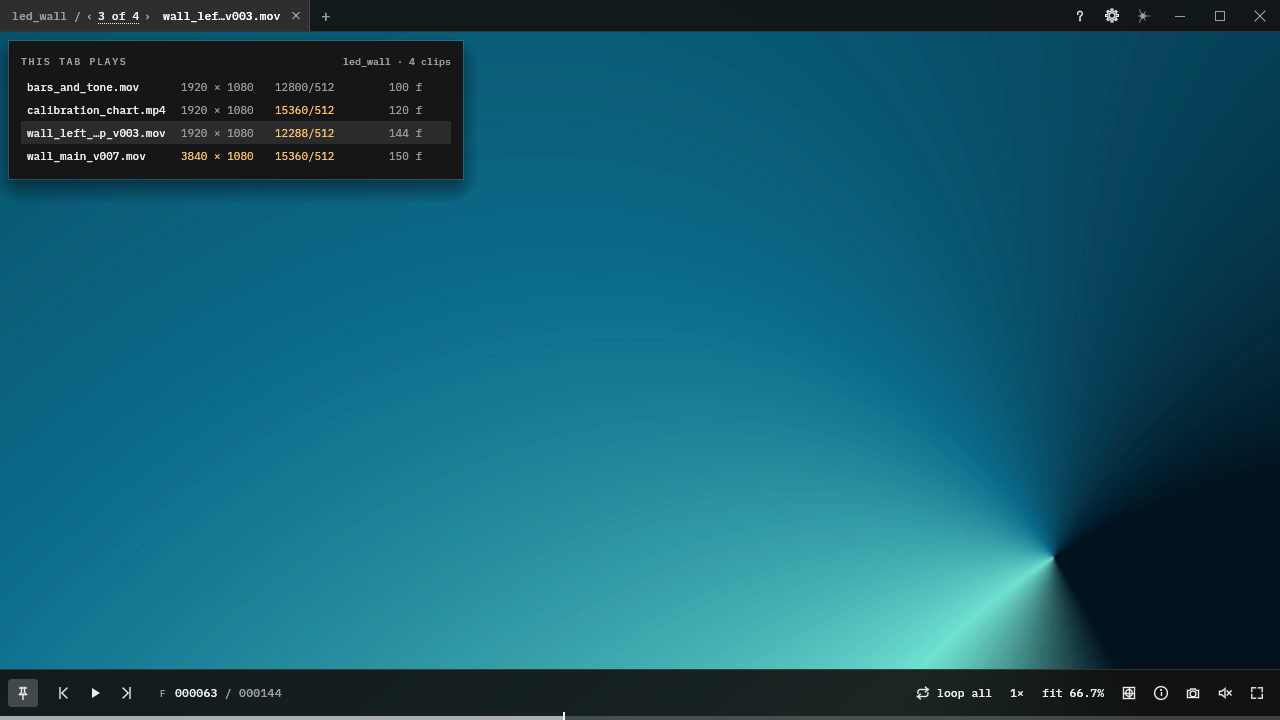 led_wall / ‹ 3 of 4 › wall_lef…v003.mov × +
?
THIS TAB PLAYS led_wall · 4 clips
bars_and_tone.mov 1920 × 1080 12800/512 100 f
calibration_chart.mp4 1920 × 1080 15360/512 120 f
wall_left_…p_v003.mov 1920 × 1080 12288/512 144 f
wall_main_v007.mov 3840 × 1080 15360/512 150 f
F 000063 / 000144
loop all 1× fit 66.7%